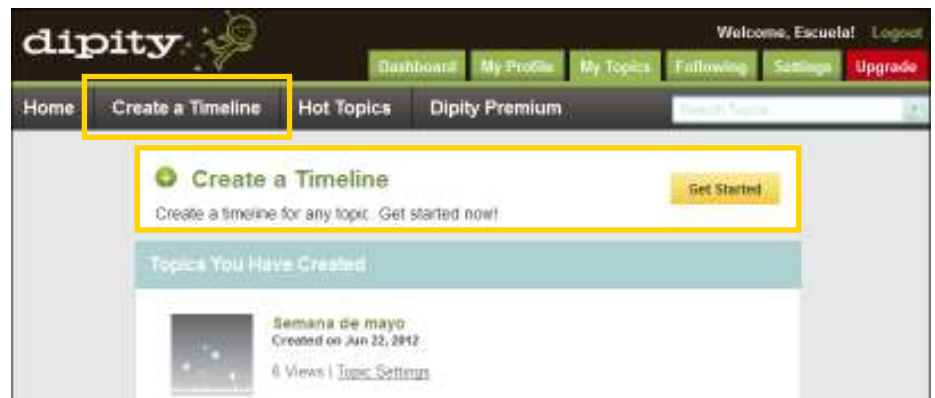 dipity
Welcome, Escuela! Logout
Dashboard My Profile My Topics Following Settings Upgrade
Home Create a Timeline Hot Topics Dipity Premium
Create a Timeline
Get Started
Create a timeline for any topic. Get started now!
Topics You Have Created
Semana de mayo
Created on Jun 22, 2012
6 Views | Topic Settings